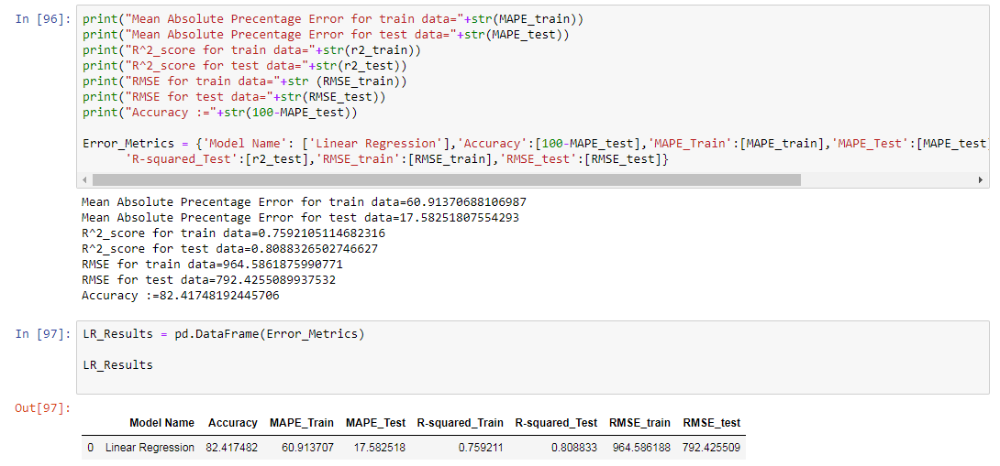 In [96]: print("Mean Absolute Precentage Error for train data="+str(MAPE_train))
print("Mean Absolute Precentage Error for test data="+str(MAPE_test))
print("R^2_score for train data="+str(r2_train))
print("R^2_score for test data="+str(r2_test))
print("RMSE for train data="+str (RMSE_train))
print("RMSE for test data="+str(RMSE_test))
print("Accuracy :="+str(100-MAPE_test))
Error_Metrics = {'Model Name': ['Linear Regression'],'Accuracy':[100-MAPE_test],'MAPE_Train':[MAPE_train],'MAPE_Test':[MAPE_test]
'R-squared_Test':[r2_test],'RMSE_train':[RMSE_train],'RMSE_test':[RMSE_test]}
Mean Absolute Precentage Error for train data=60.91370688106987
Mean Absolute Precentage Error for test data=17.58251807554293
R^2_score for train data=0.7592105114682316
R^2_score for test data=0.8088326502746627
RMSE for train data=964.5861875990771
RMSE for test data=792.4255089937532
Accuracy :=82.41748192445706
In [97]: LR_Results = pd.DataFrame(Error_Metrics)
LR_Results
Out[97]:
Model Name Accuracy MAPE_Train MAPE_Test R-squared_Train R-squared_Test RMSE_train RMSE_test
0 Linear Regression 82.417482 60.913707 17.582518 0.759211 0.808833 964.586188 792.425509